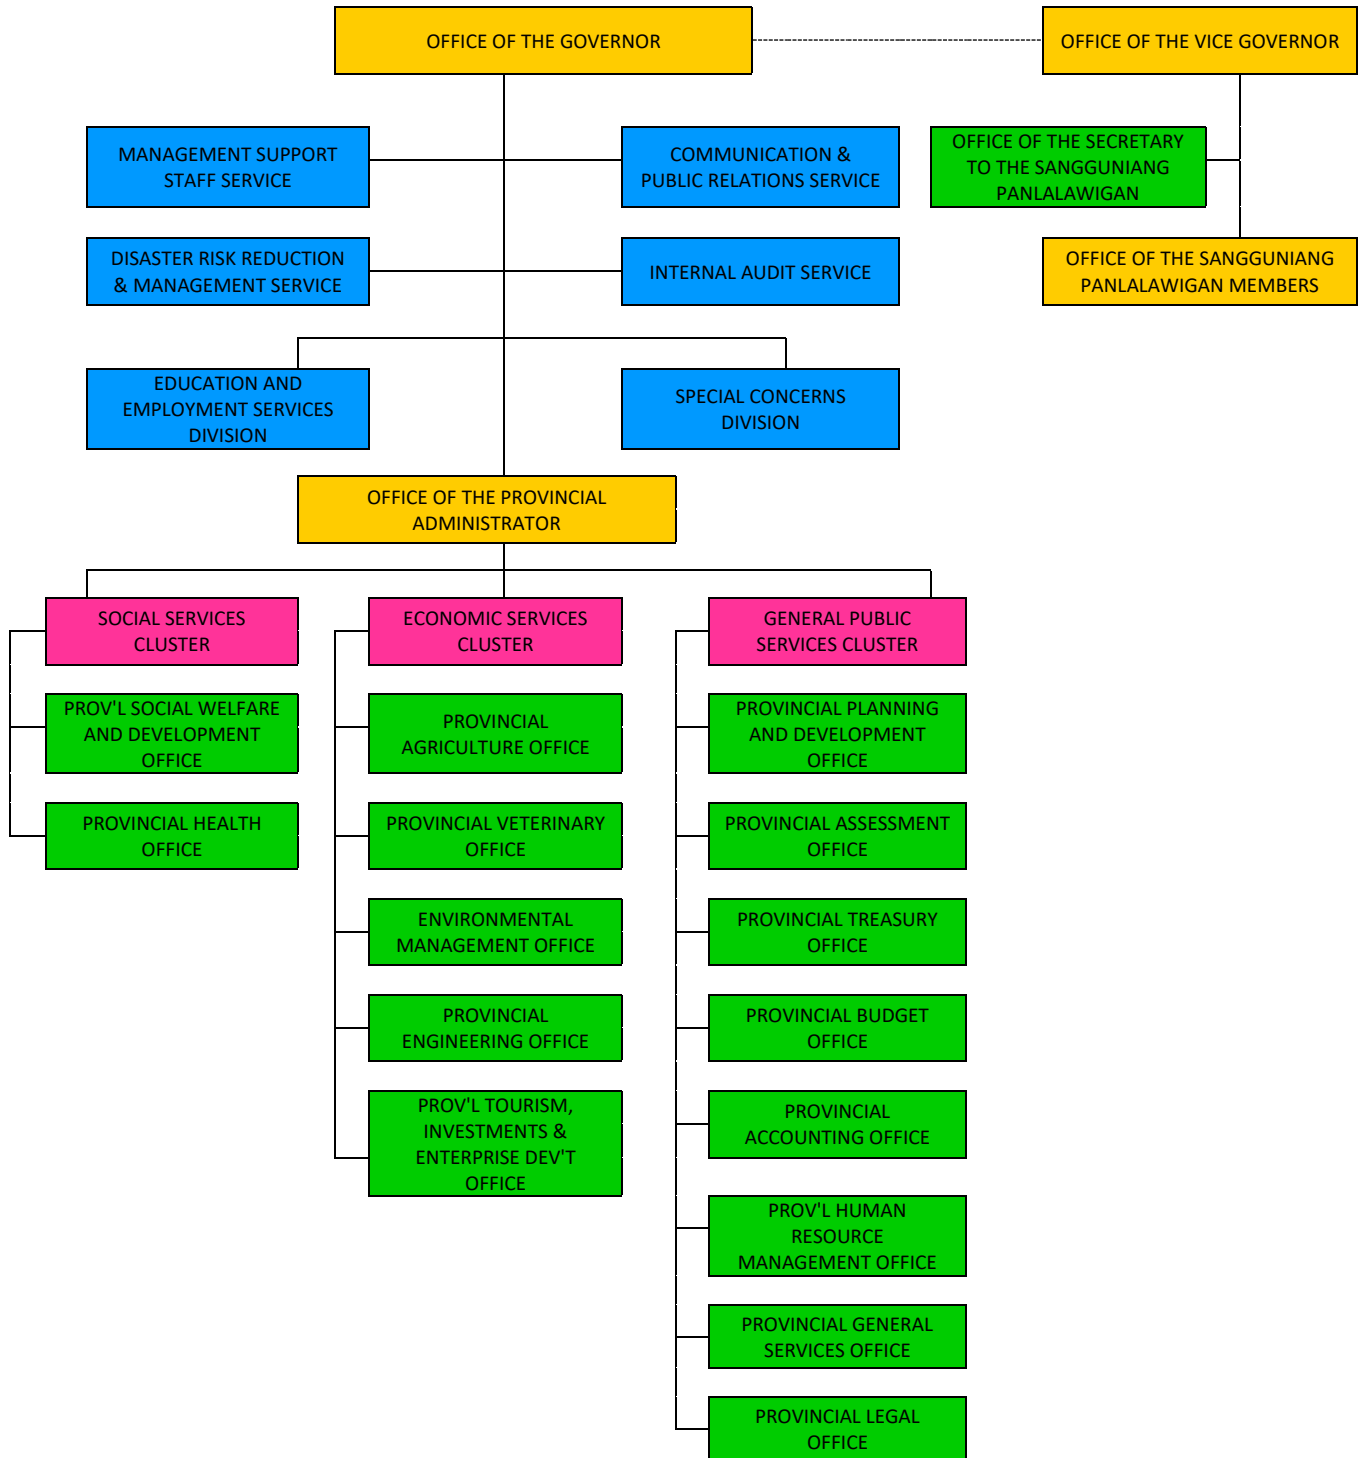 OFFICE OF THE GOVERNOR
OFFICE OF THE VICE GOVERNOR
MANAGEMENT SUPPORT
STAFF SERVICE
COMMUNICATION &
PUBLIC RELATIONS SERVICE
OFFICE OF THE SECRETARY
TO THE SANGGUNIANG
PANLALAWIGAN
DISASTER RISK REDUCTION
& MANAGEMENT SERVICE
INTERNAL AUDIT SERVICE
OFFICE OF THE SANGGUNIANG
PANLALAWIGAN MEMBERS
EDUCATION AND
EMPLOYMENT SERVICES
DIVISION
SPECIAL CONCERNS
DIVISION
OFFICE OF THE PROVINCIAL
ADMINISTRATOR
SOCIAL SERVICES
CLUSTER
PROV'L SOCIAL WELFARE
AND DEVELOPMENT
OFFICE
PROVINCIAL HEALTH
OFFICE
ECONOMIC SERVICES
CLUSTER
PROVINCIAL
AGRICULTURE OFFICE
PROVINCIAL VETERINARY
OFFICE
ENVIRONMENTAL
MANAGEMENT OFFICE
PROVINCIAL
ENGINEERING OFFICE
PROV'L TOURISM,
INVESTMENTS &
ENTERPRISE DEV'T
OFFICE
GENERAL PUBLIC
SERVICES CLUSTER
PROVINCIAL PLANNING
AND DEVELOPMENT
OFFICE
PROVINCIAL ASSESSMENT
OFFICE
PROVINCIAL TREASURY
OFFICE
PROVINCIAL BUDGET
OFFICE
PROVINCIAL
ACCOUNTING OFFICE
PROV'L HUMAN
RESOURCE
MANAGEMENT OFFICE
PROVINCIAL GENERAL
SERVICES OFFICE
PROVINCIAL LEGAL
OFFICE